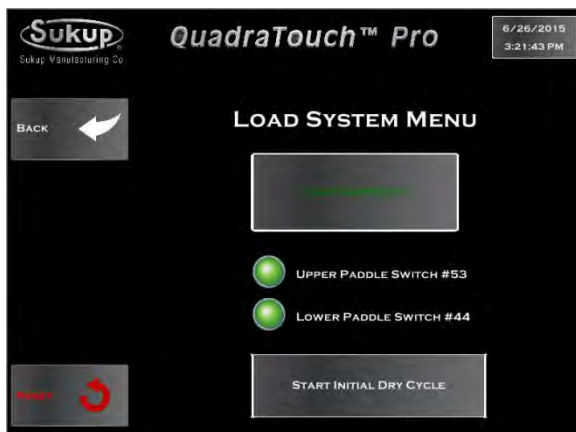 Sukup
Sukup Manufacturing Co
QuadraTouch™ Pro
6/26/2015
3:21:43 PM
BACK
LOAD SYSTEM MENU
UPPER PADDLE SWITCH #53
LOWER PADDLE SWITCH #44
START INITIAL DRY CYCLE
RESET